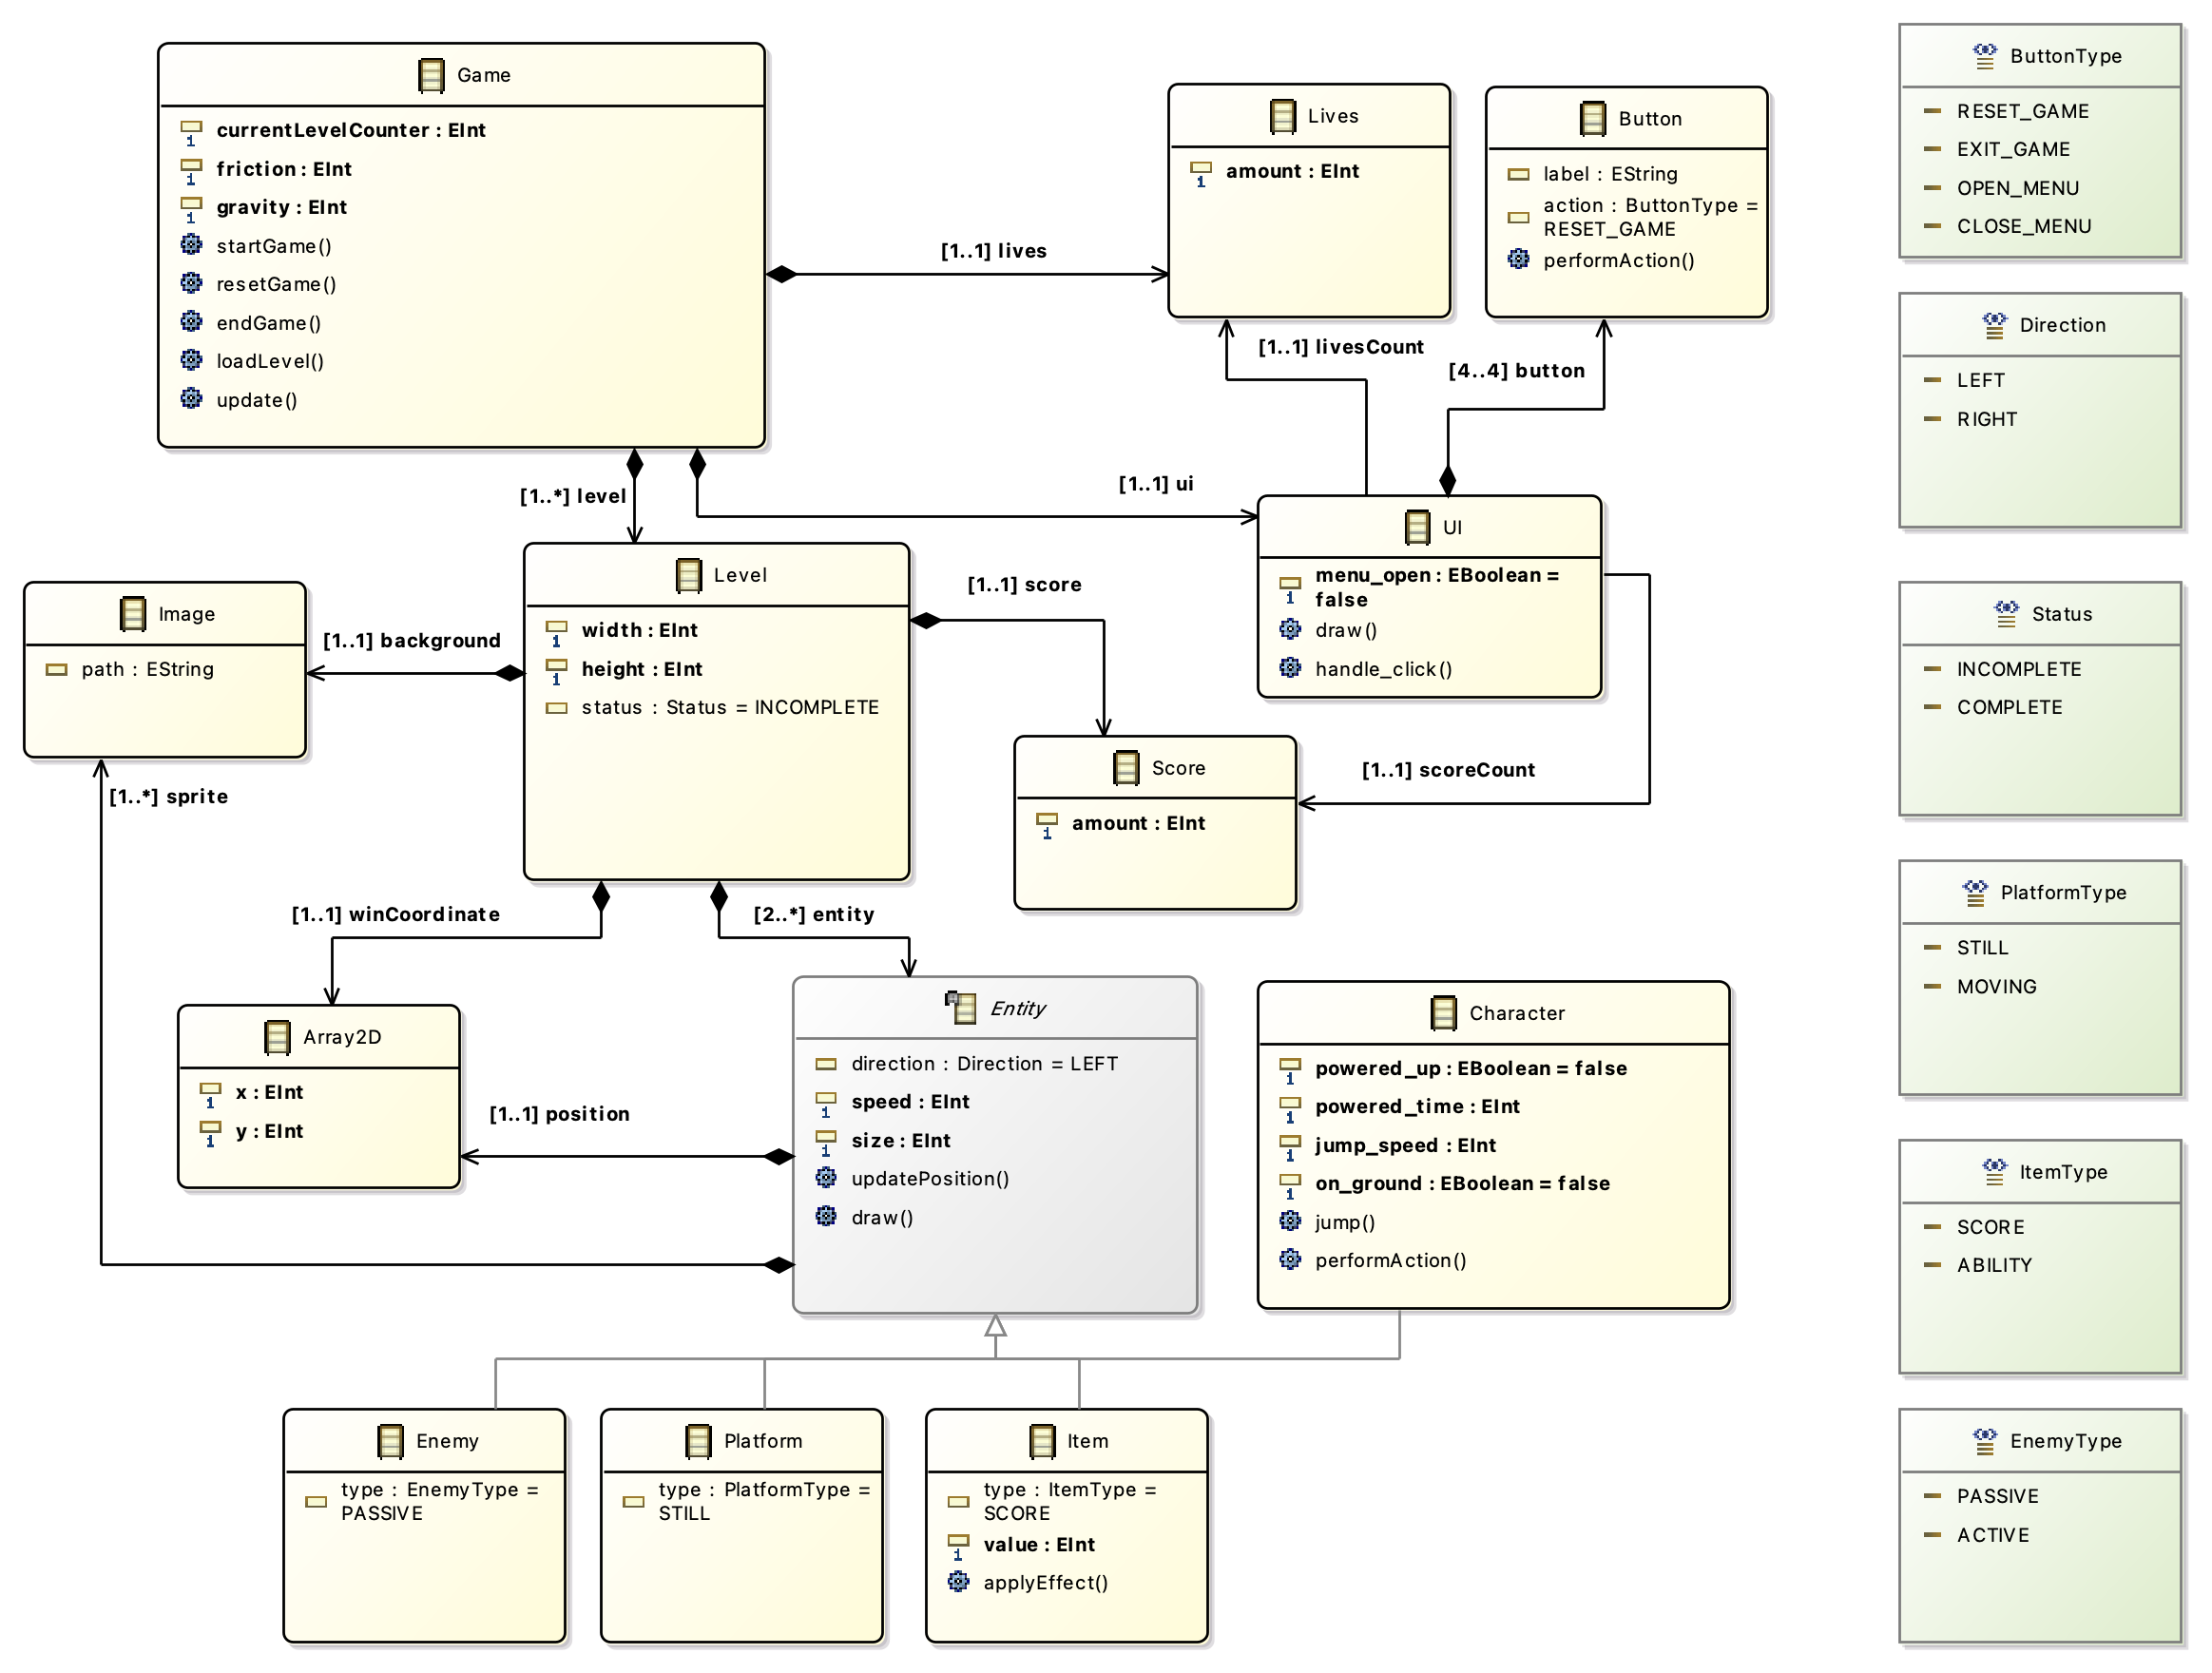 Game
currentLevelCounter : EInt
friction : EInt
gravity : EInt
startGame()
resetGame()
endGame()
loadLevel()
update()
[1..1] lives
Lives
amount : EInt
Button
label : EString
action : ButtonType =
RESET_GAME
performAction()
[1..1] livesCount
[4..4] button
[1..*] level
[1..1] ui
UI
menu_open : EBoolean =
false
draw()
handle_click()
Level
width : EInt
height : EInt
status : Status = INCOMPLETE
[1..1] score
Image
path : EString
[1..1] background
[1..*] sprite
Score
amount : EInt
[1..1] scoreCount
[1..1] winCoordinate
[2..*] entity
Array2D
x : EInt
y : EInt
[1..1] position
Entity
direction : Direction = LEFT
speed : EInt
size : EInt
updatePosition()
draw()
Character
powered_up : EBoolean = false
powered_time : EInt
jump_speed : EInt
on_ground : EBoolean = false
jump()
performAction()
Enemy
type : EnemyType =
PASSIVE
Platform
type : PlatformType =
STILL
Item
type : ItemType =
SCORE
value : EInt
applyEffect()
ButtonType
RESET_GAME
EXIT_GAME
OPEN_MENU
CLOSE_MENU
Direction
LEFT
RIGHT
Status
INCOMPLETE
COMPLETE
PlatformType
STILL
MOVING
ItemType
SCORE
ABILITY
EnemyType
PASSIVE
ACTIVE